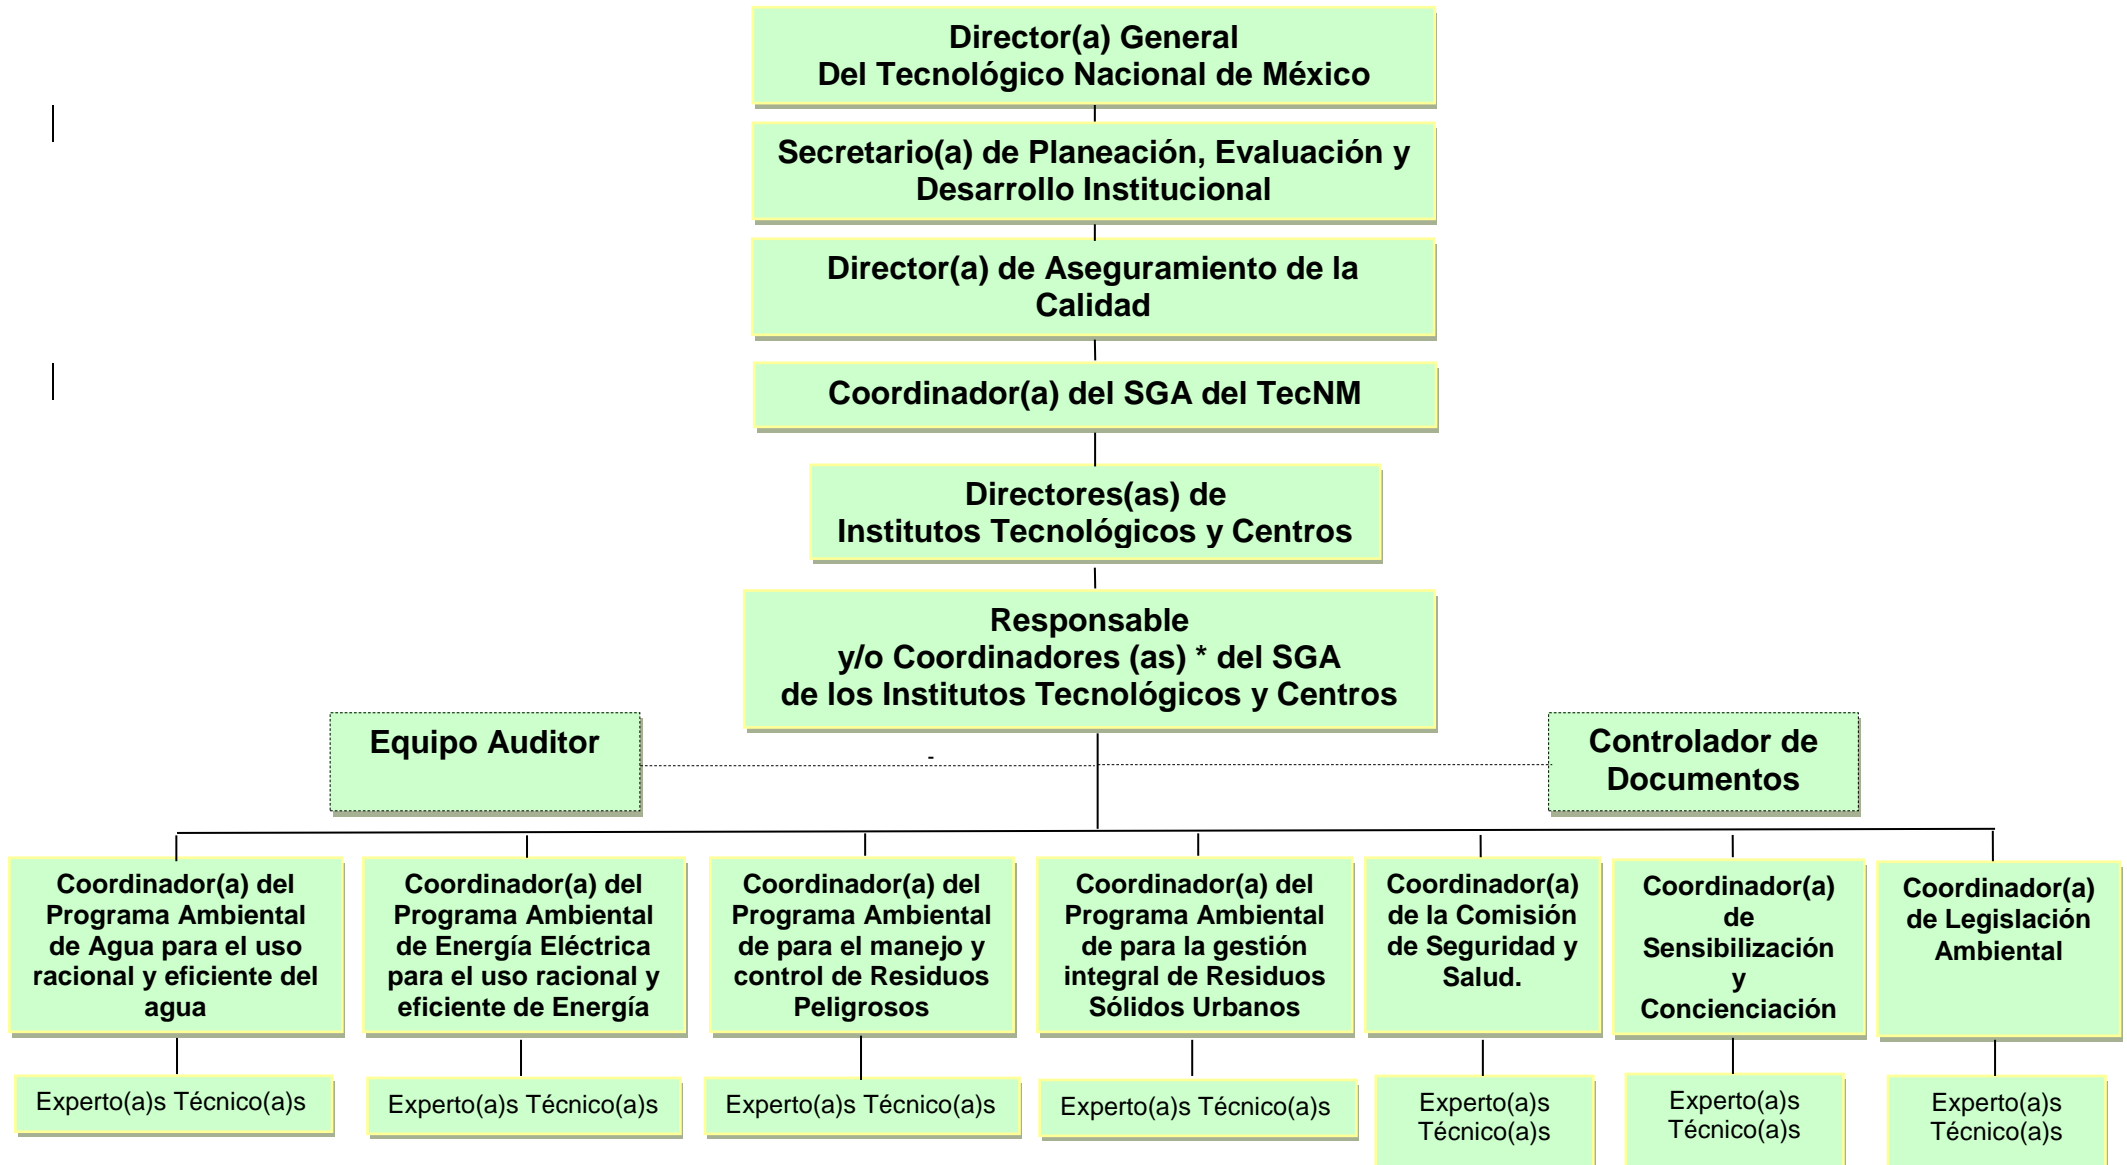 Director(a) General
Del Tecnológico Nacional de México
Secretario(a) de Planeación, Evaluación y
Desarrollo Institucional
Director(a) de Aseguramiento de la
Calidad
Coordinador(a) del SGA del TecNM
Directores(as) de
Institutos Tecnológicos y Centros
Responsable
y/o Coordinadores (as) * del SGA
de los Institutos Tecnológicos y Centros
Equipo Auditor
-
Controlador de
Documentos
Coordinador(a) del
Programa Ambiental
de Agua para el uso
racional y eficiente del
agua
Coordinador(a) del
Programa Ambiental
de Energía Eléctrica
para el uso racional y
eficiente de Energía
Coordinador(a) del
Programa Ambiental
de para el manejo y
control de Residuos
Peligrosos
Coordinador(a) del
Programa Ambiental
de para la gestión
integral de Residuos
Sólidos Urbanos
Coordinador(a)
de la Comisión
de Seguridad y
Salud.
Coordinador(a)
de
Sensibilización
y
Concienciación
Coordinador(a)
de Legislación
Ambiental
Experto(a)s Técnico(a)s
Experto(a)s Técnico(a)s
Experto(a)s Técnico(a)s
Experto(a)s Técnico(a)s
Experto(a)s
Técnico(a)s
Experto(a)s
Técnico(a)s
Experto(a)s
Técnico(a)s